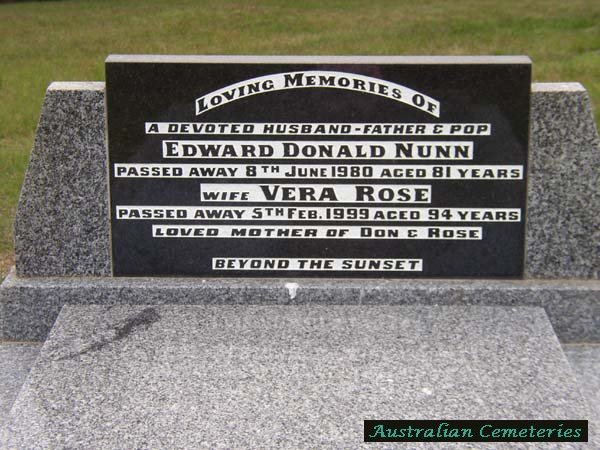 Loving Memories Of
A DEVOTED HUSBAND-FATHER & POP
EDWARD DONALD NUNN
PASSED AWAY 8TH JUNE 1980 AGED 81 YEARS
WIFE VERA ROSE
PASSED AWAY 5TH FEB. 1999 AGED 94 YEARS
LOVED MOTHER OF DON & ROSE
BEYOND THE SUNSET
Australian Cemeteries